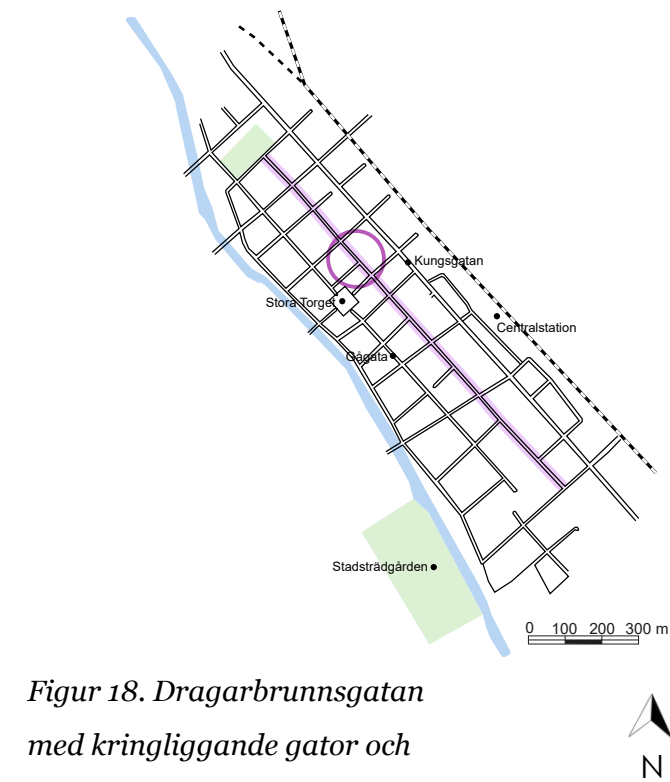 Kungsgatan
Stora Torget
Centralstation
Gågata
Stadsträdgården
0 100 200 300 m
Figur 18. Dragarbrunnsgatan
med kringliggande gator och
N